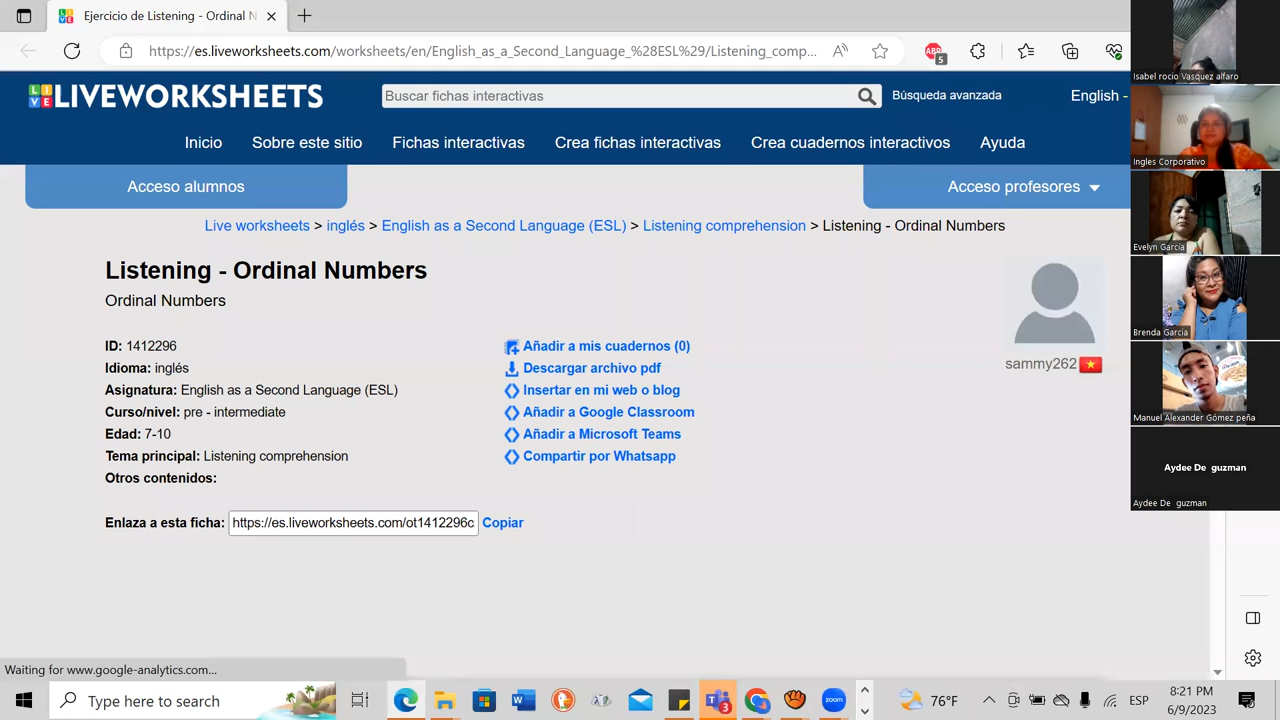 Ejercicio de Listening - Ordinal N
https://es.liveworksheets.com/worksheets/en/English_as_a_Second_Language_%28ESL%29/Listening_comp...
ABP
5
LIVE
LIVEWORKSHEETS
Buscar fichas interactivas
Búsqueda avanzada
English -
Inicio
Sobre este sitio
Fichas interactivas
Crea fichas interactivas
Crea cuadernos interactivos
Ayuda
Acceso alumnos
Acceso profesores
Live worksheets > inglés > English as a Second Language (ESL) > Listening comprehension > Listening - Ordinal Numbers
Listening - Ordinal Numbers
Ordinal Numbers
ID: 1412296
Idioma: inglés
Asignatura: English as a Second Language (ESL)
Curso/nivel: pre - intermediate
Edad: 7-10
Tema principal: Listening comprehension
Otros contenidos:
Añadir a mis cuadernos (0)
Descargar archivo pdf
Insertar en mi web o blog
Añadir a Google Classroom
Añadir a Microsoft Teams
Compartir por Whatsapp
sammy262
Enlaza a esta ficha: https://es.liveworksheets.com/ot1412296c Copiar
Isabel rocio Vasquez alfaro
Ingles Corporativo
Evelyn García
Brenda Garcia
Manuel Alexander Gómez peña
Aydee De guzman
Aydee De guzman
Waiting for www.google-analytics.com...
Type here to search
3
zoom
76°F
ESP
8:21 PM
6/9/2023